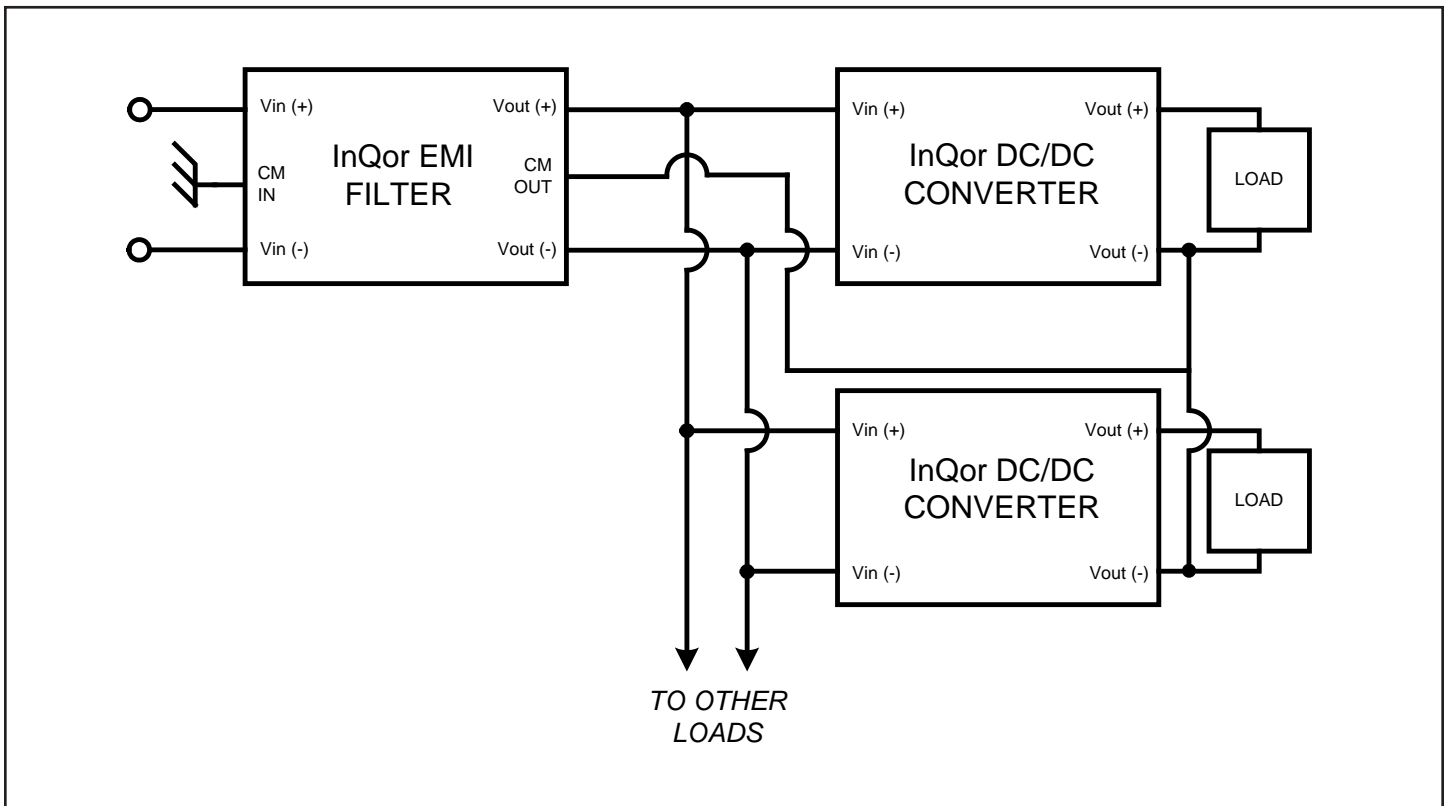 Vin (+)
CM
IN
Vin (-)
InQor EMI
FILTER
Vout (+)
CM
OUT
Vout (-)
Vin (+)
Vin (-)
InQor DC/DC
CONVERTER
Vout (+)
Vout (-)
LOAD
Vin (+)
Vin (-)
InQor DC/DC
CONVERTER
Vout (+)
Vout (-)
LOAD
TO OTHER
LOADS